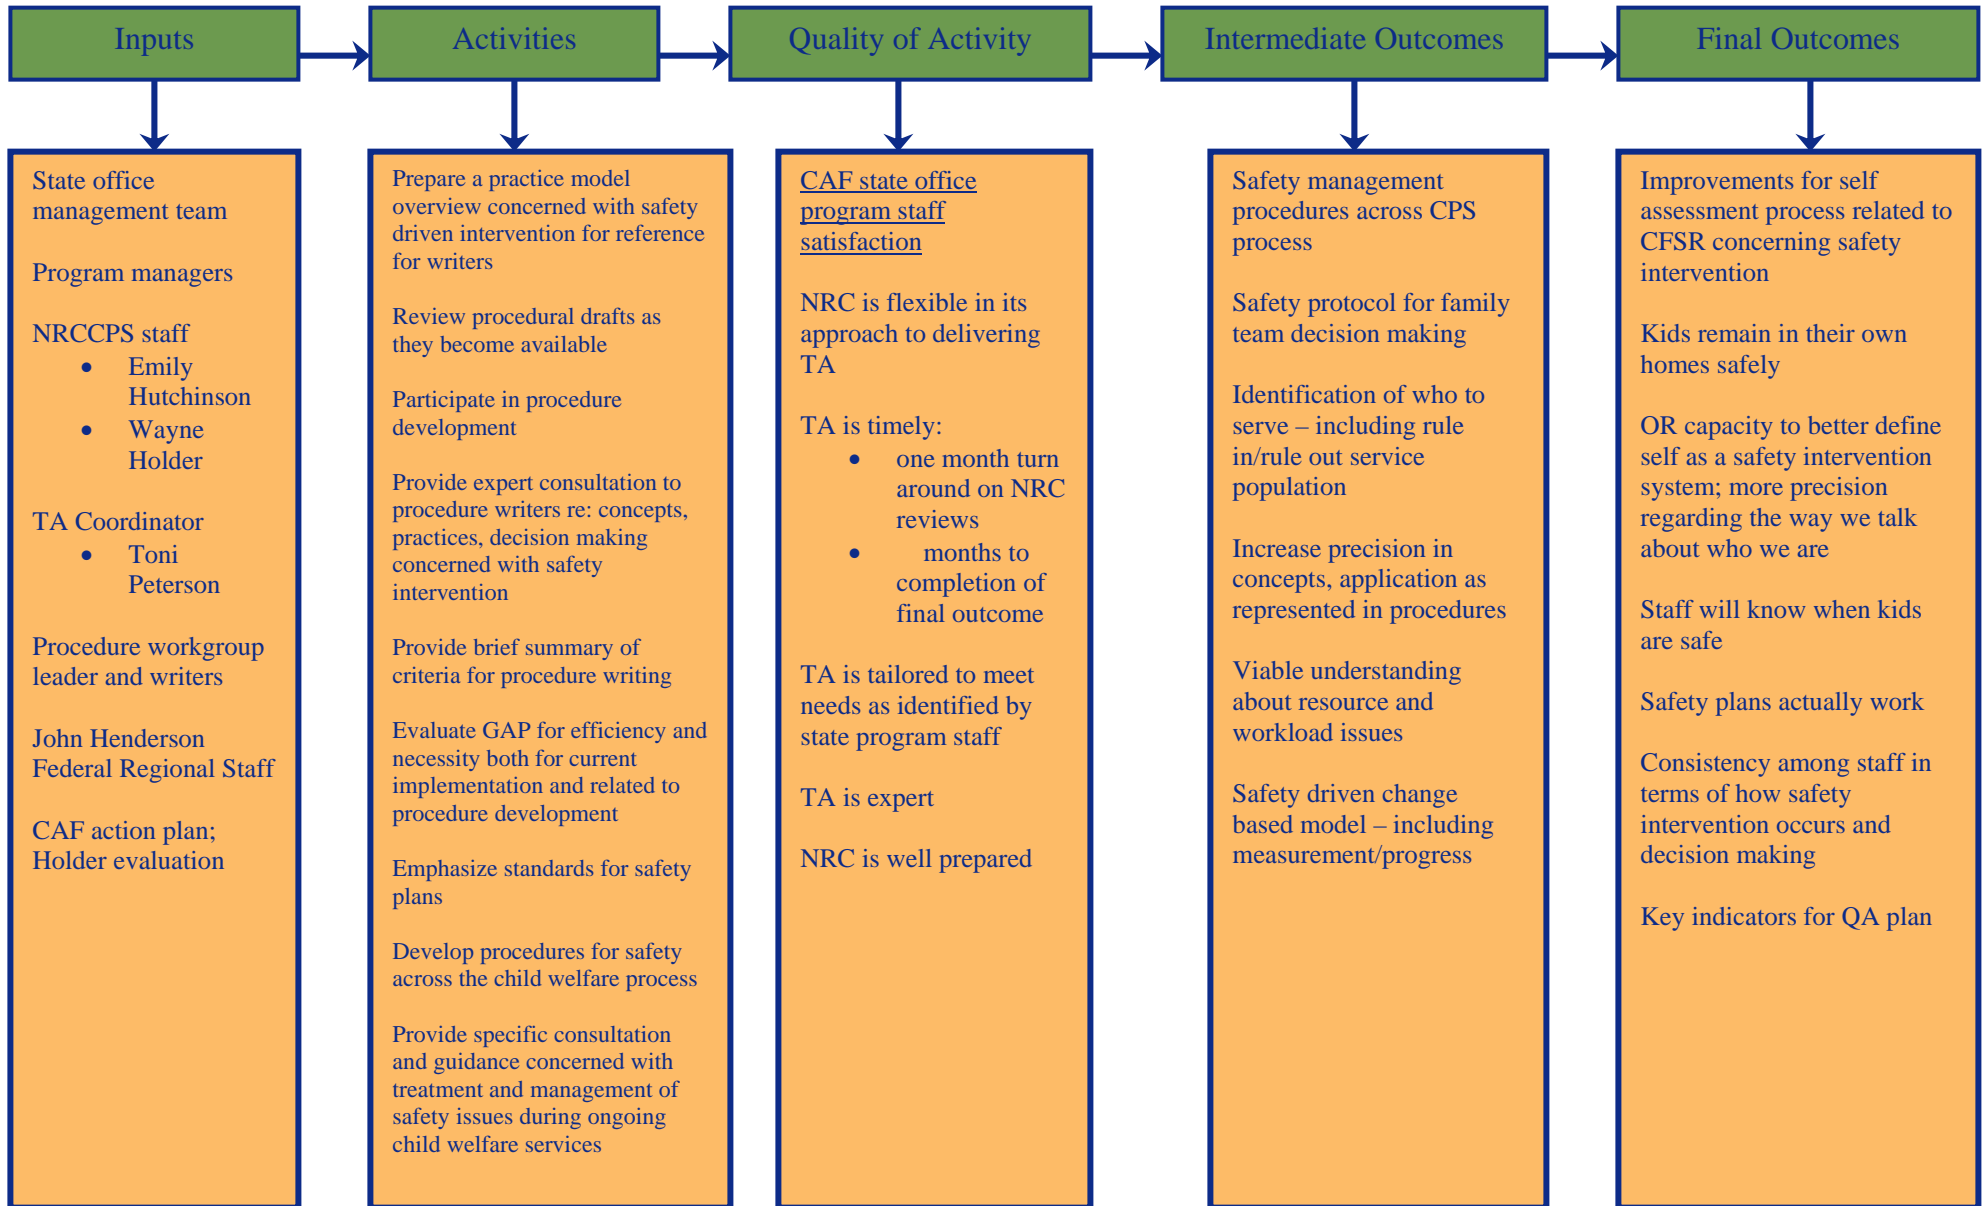 Inputs
Activities
Quality of Activity
Intermediate Outcomes
Final Outcomes
State office
management team
Program managers
NRCCPS staff
• Emily
Hutchinson
• Wayne
Holder
TA Coordinator
• Toni
Peterson
Procedure workgroup
leader and writers
John Henderson
Federal Regional Staff
CAF action plan;
Holder evaluation
Prepare a practice model
overview concerned with safety
driven intervention for reference
for writers
Review procedural drafts as
they become available
Participate in procedure
development
Provide expert consultation to
procedure writers re: concepts,
practices, decision making
concerned with safety
intervention
Provide brief summary of
criteria for procedure writing
Evaluate GAP for efficiency and
necessity both for current
implementation and related to
procedure development
Emphasize standards for safety
plans
Develop procedures for safety
across the child welfare process
Provide specific consultation
and guidance concerned with
treatment and management of
safety issues during ongoing
child welfare services
CAF state office
program staff
satisfaction
NRC is flexible in its
approach to delivering
TA
TA is timely:
• one month turn
around on NRC
reviews
• months to
completion of
final outcome
TA is tailored to meet
needs as identified by
state program staff
TA is expert
NRC is well prepared
Safety management
procedures across CPS
process
Safety protocol for family
team decision making
Identification of who to
serve – including rule
in/rule out service
population
Increase precision in
concepts, application as
represented in procedures
Viable understanding
about resource and
workload issues
Safety driven change
based model – including
measurement/progress
Improvements for self
assessment process related to
CFSR concerning safety
intervention
Kids remain in their own
homes safely
OR capacity to better define
self as a safety intervention
system; more precision
regarding the way we talk
about who we are
Staff will know when kids
are safe
Safety plans actually work
Consistency among staff in
terms of how safety
intervention occurs and
decision making
Key indicators for QA plan